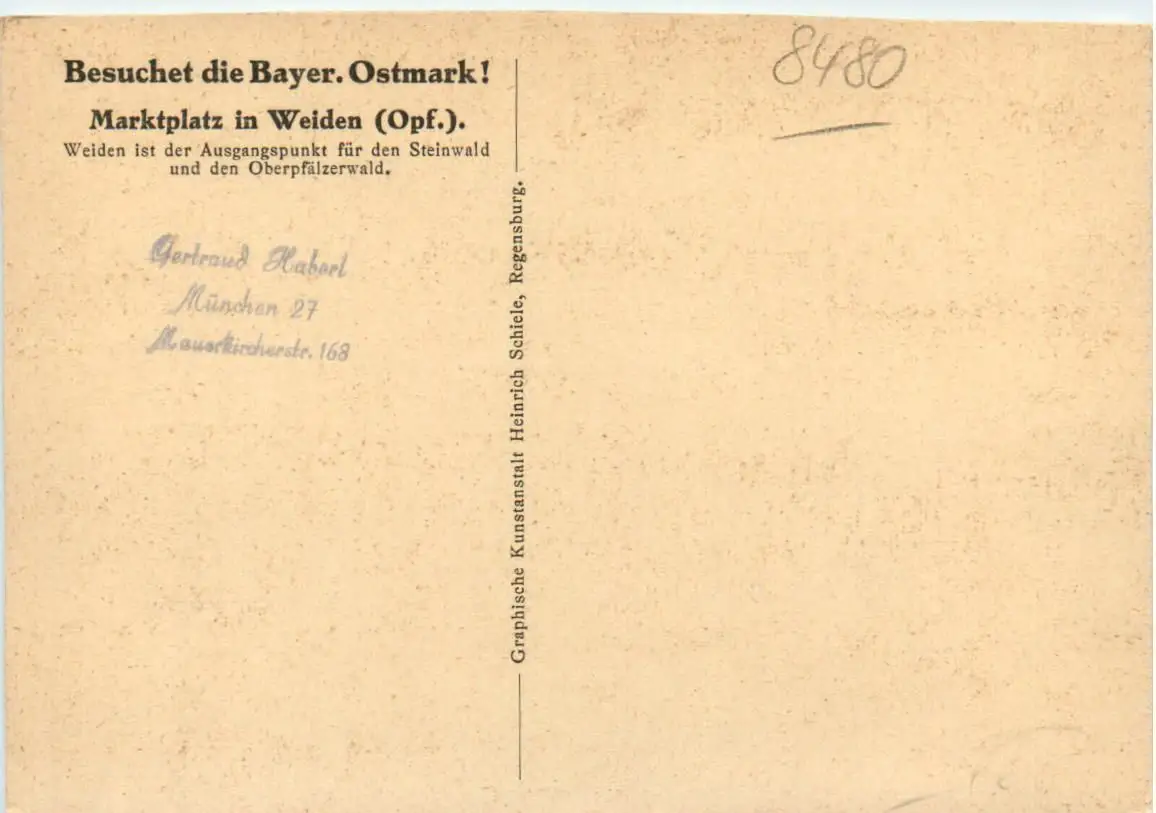 Besuchet die Bayer. Ostmark!
Marktplatz in Weiden (Opf.).
Weiden ist der Ausgangspunkt für den Steinwald
und den Oberpfälzerwald.
Gertraud Haberl
München 27
Mauerkircherstr. 168
Graphische Kunstanstalt Heinrich Schiele, Regensburg.
8480